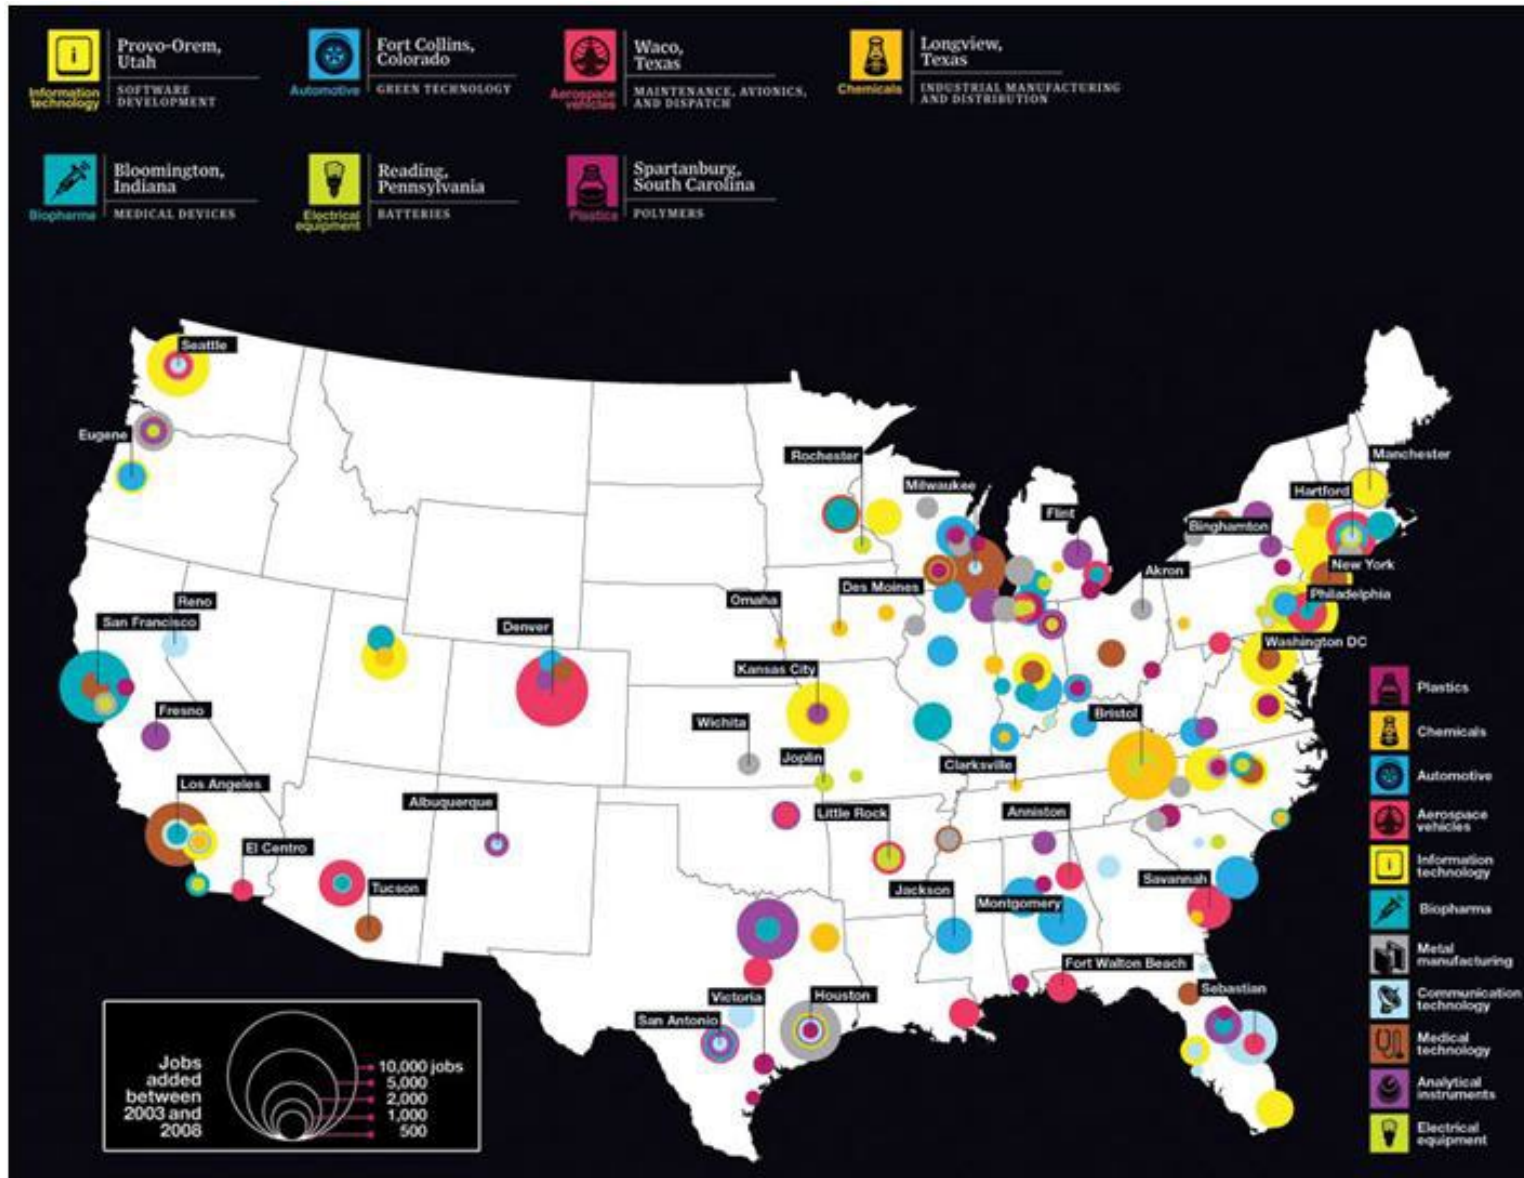 Provo-Orem,
Utah
Information
technology
SOFTWARE
DEVELOPMENT
Fort Collins,
Colorado
Automotive
GREEN TECHNOLOGY
Waco,
Texas
Aerospace
vehicles
MAINTENANCE, AVIONICS,
AND DISPATCH
Longview,
Texas
Chemicals
INDUSTRIAL MANUFACTURING
AND DISTRIBUTION
Bloomington,
Indiana
Biopharma
MEDICAL DEVICES
Reading,
Pennsylvania
Electrical
equipment
BATTERIES
Spartanburg,
South Carolina
Plastics
POLYMERS
Seattle
Eugene
Rochester
Milwaukee
Flint
Manchester
Hartford
Binghamton
New York
Akron
Philadelphia
Washington DC
Reno
San Francisco
Denver
Omaha
Des Moines
Kansas City
Fresno
Wichita
Joplin
Bristol
Clarksville
Los Angeles
Albuquerque
Little Rock
Anniston
El Centro
Tucson
Jackson
Montgomery
Savannah
Fort Walton Beach
Sebastian
Victoria
Houston
San Antonio
Plastics
Chemicals
Automotive
Aerospace
vehicles
Information
technology
Biopharma
Metal
manufacturing
Communication
technology
Medical
technology
Analytical
instruments
Electrical
equipment
Jobs
added
between
2003 and
2008
10,000 jobs
5,000
2,000
1,000
500